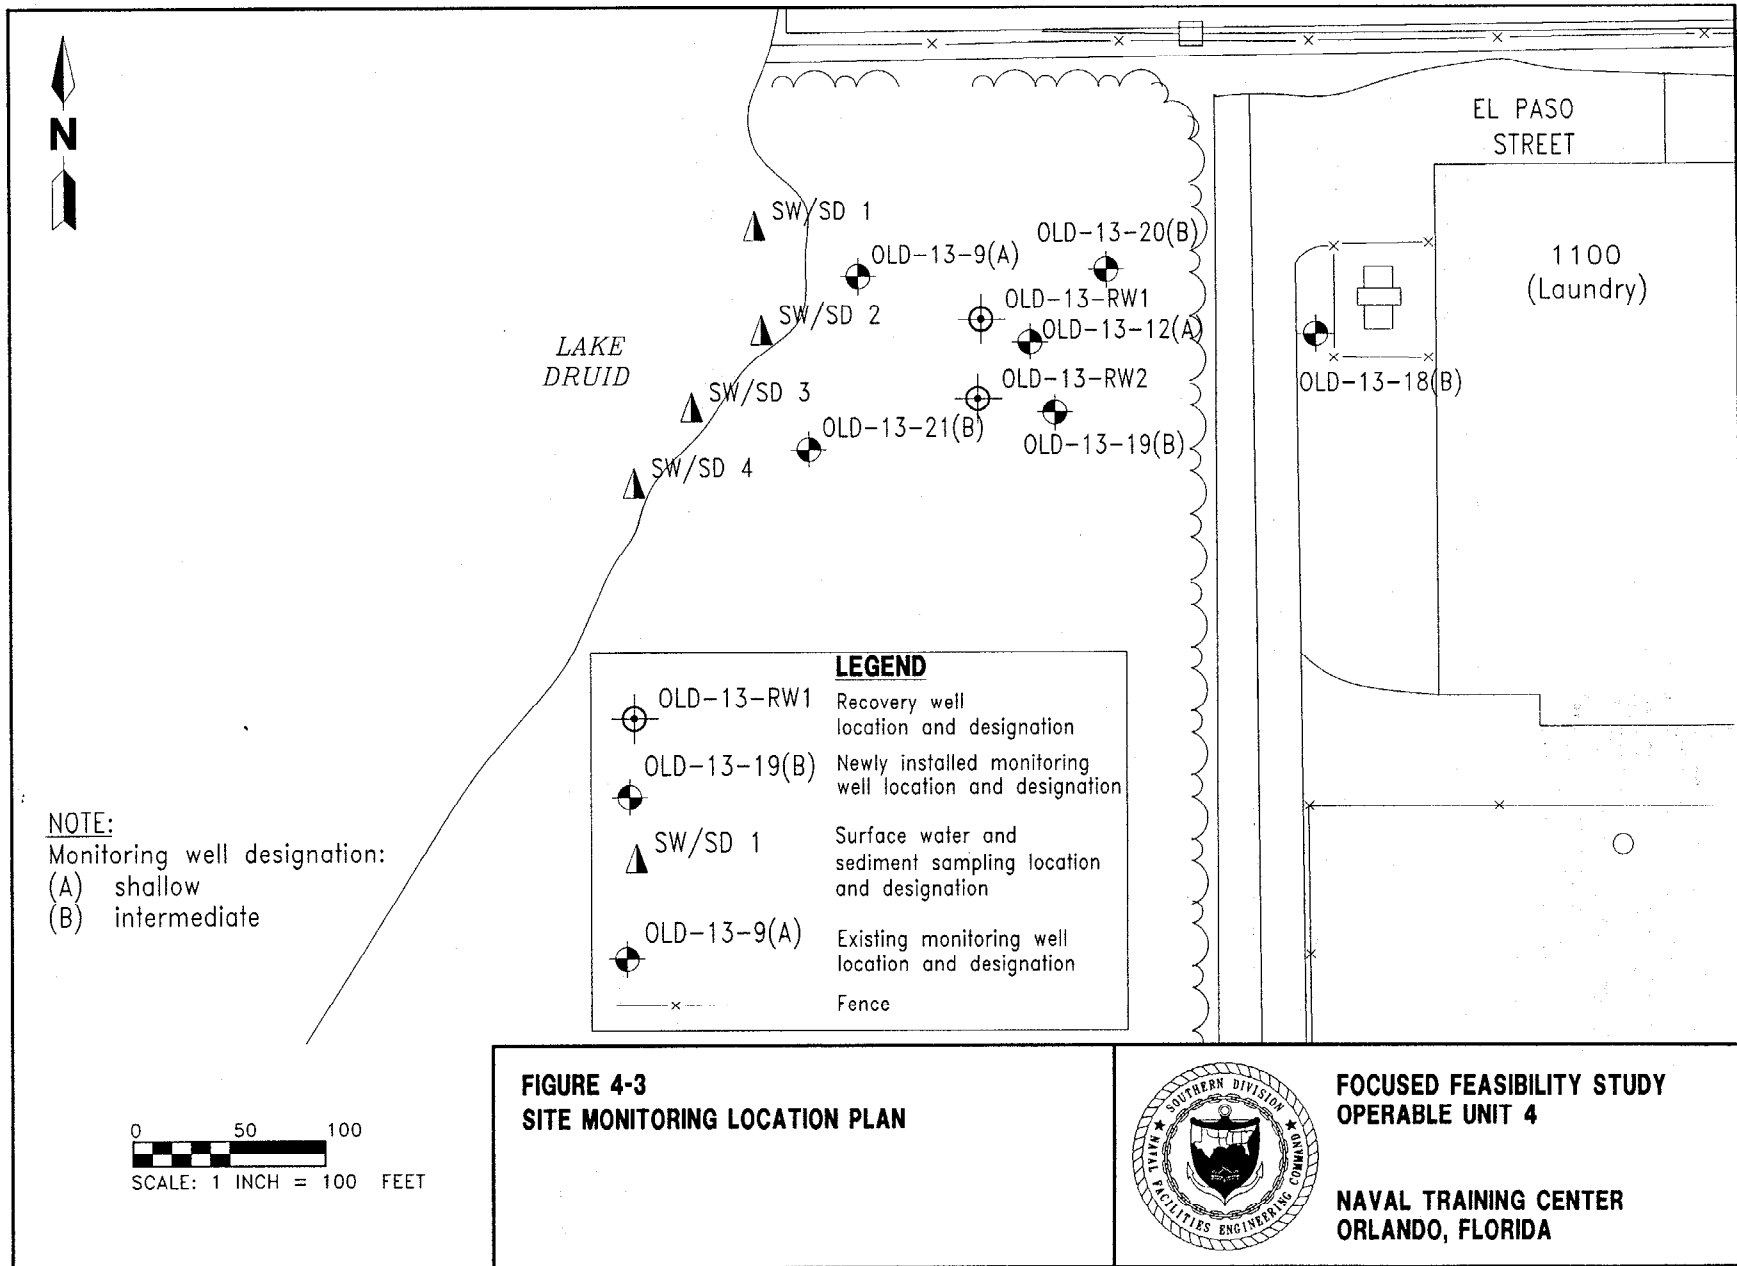 N
EL PASO
STREET
SW/SD 1
OLD-13-20(B)
OLD-13-9(A)
1100
(Laundry)
OLD-13-RW1
SW/SD 2
OLD-13-12(A)
LAKE
DRUID
OLD-13-RW2
OLD-13-18(B)
SW/SD 3
OLD-13-21(B)
OLD-13-19(B)
SW/SD 4
LEGEND
OLD-13-RW1 Recovery well
location and designation
OLD-13-19(B) Newly installed monitoring
well location and designation
SW/SD 1 Surface water and
sediment sampling location
and designation
OLD-13-9(A) Existing monitoring well
location and designation
Fence
NOTE:
Monitoring well designation:
(A) shallow
(B) intermediate
0 50 100
SCALE: 1 INCH = 100 FEET
FIGURE 4-3
SITE MONITORING LOCATION PLAN
SOUTHERN DIVISION
NAVAL FACILITIES ENGINEERING COMMAND
FOCUSED FEASIBILITY STUDY
OPERABLE UNIT 4
NAVAL TRAINING CENTER
ORLANDO, FLORIDA